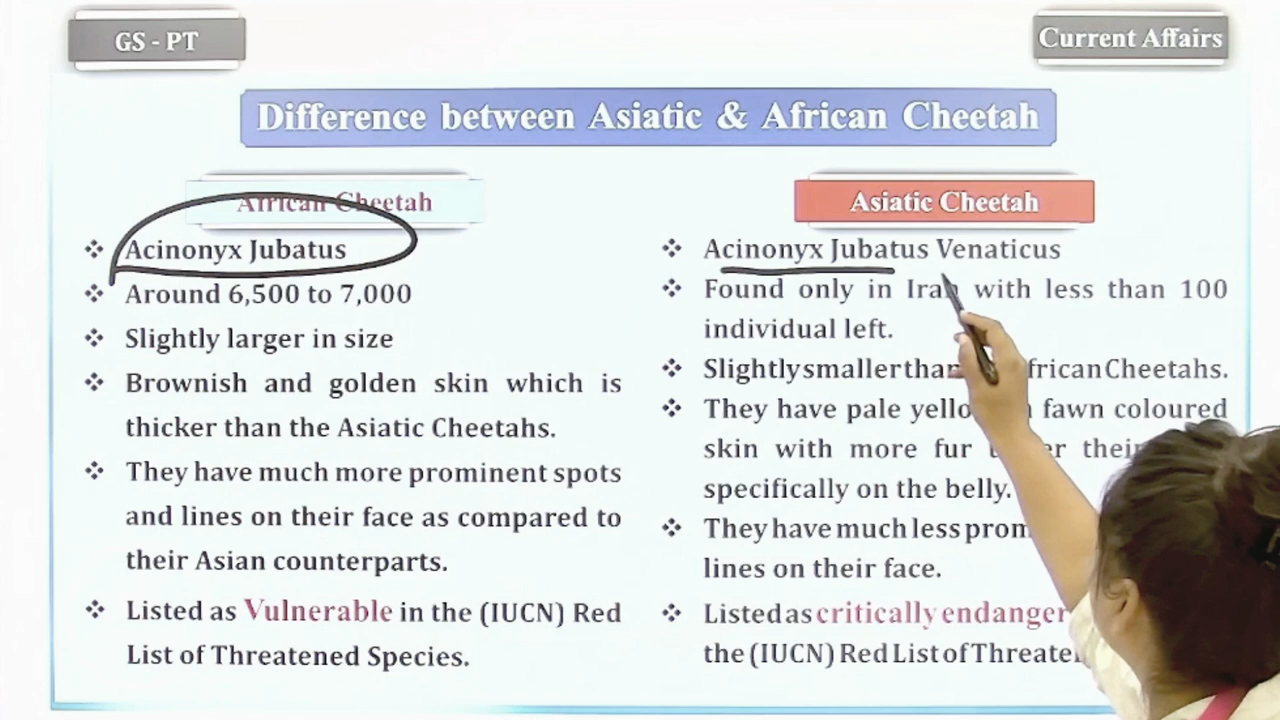 GS - PT
Current Affairs
Difference between Asiatic & African Cheetah
African Cheetah
❖ Acinonyx Jubatus
❖ Around 6,500 to 7,000
❖ Slightly larger in size
❖ Brownish and golden skin which is
thicker than the Asiatic Cheetahs.
❖ They have much more prominent spots
and lines on their face as compared to
their Asian counterparts.
❖ Listed as Vulnerable in the (IUCN) Red
List of Threatened Species.
Asiatic Cheetah
❖ Acinonyx Jubatus Venaticus
❖ Found only in Iran with less than 100
individual left.
❖ Slightly smaller than African Cheetahs.
❖ They have pale fawn coloured
skin with more fur their
specifically on the belly.
❖ They have much less
lines on their face.
❖ Listed as critically
the (IUCN) Red List of